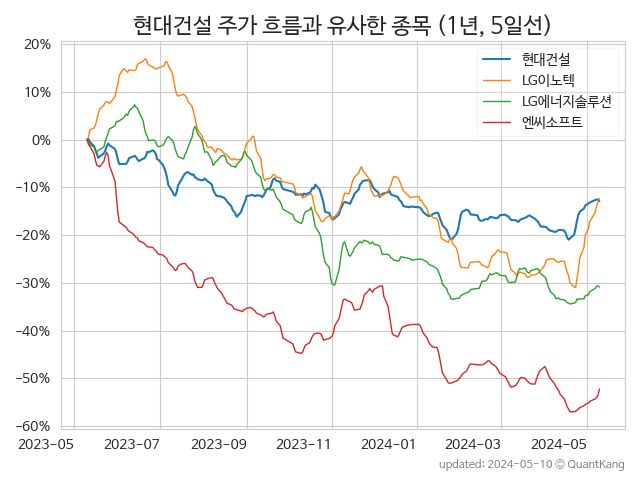 현대건설 주가 흐름과 유사한 종목 (1년, 5일선)
현대건설
LG이노텍
LG에너지솔루션
엔씨소프트
20%
10%
0%
−10%
−20%
−30%
−40%
−50%
−60%
2023-05 2023-07 2023-09 2023-11 2024-01 2024-03 2024-05
updated: 2024-05-10 © QuantKang